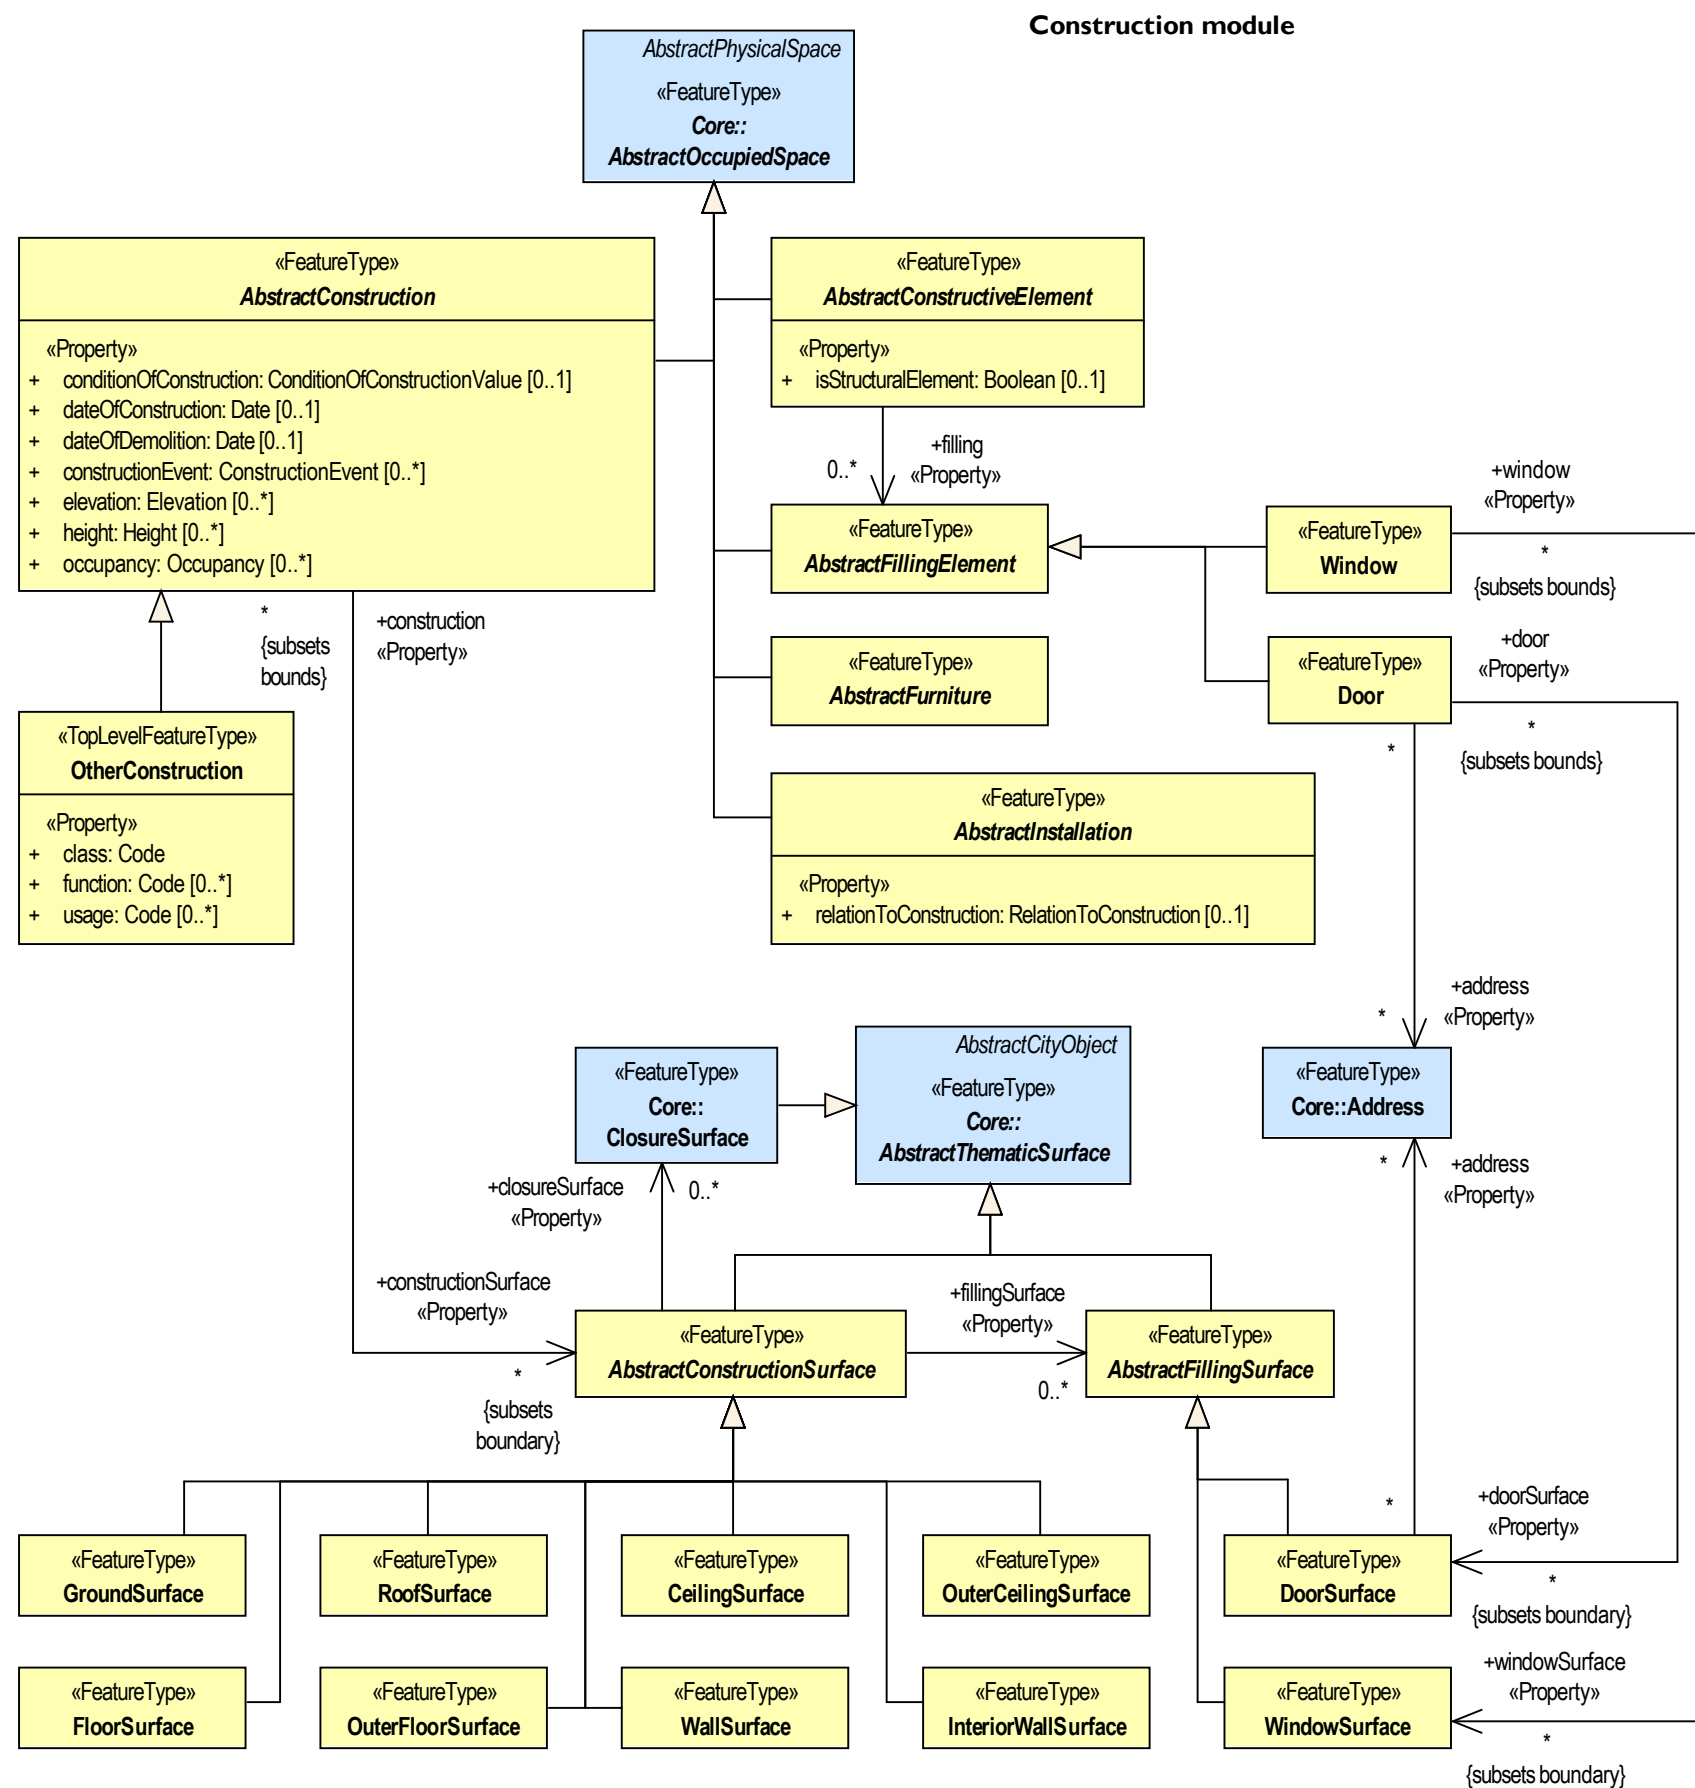 Construction module
AbstractPhysicalSpace
«FeatureType»
Core::
AbstractOccupiedSpace
«FeatureType»
AbstractConstruction
«Property»
+ conditionOfConstruction: ConditionOfConstructionValue [0..1]
+ dateOfConstruction: Date [0..1]
+ dateOfDemolition: Date [0..1]
+ constructionEvent: ConstructionEvent [0..*]
+ elevation: Elevation [0..*]
+ height: Height [0..*]
+ occupancy: Occupancy [0..*]
«FeatureType»
AbstractConstructiveElement
«Property»
+ isStructuralElement: Boolean [0..1]
+filling
0..*
«Property»
«FeatureType»
AbstractFillingElement
«FeatureType»
Window
+window
«Property»
*
{subsets bounds}
*
{subsets
bounds}
+construction
«Property»
«FeatureType»
AbstractFurniture
«FeatureType»
Door
+door
«Property»
*
{subsets bounds}
*
«TopLevelFeatureType»
OtherConstruction
«Property»
+ class: Code
+ function: Code [0..*]
+ usage: Code [0..*]
«FeatureType»
AbstractInstallation
«Property»
+ relationToConstruction: RelationToConstruction [0..1]
+address
«Property»
*
«FeatureType»
Core::
ClosureSurface
AbstractCityObject
«FeatureType»
Core::
AbstractThematicSurface
«FeatureType»
Core::Address
*
+address
«Property»
+closureSurface
«Property»
0..*
+constructionSurface
«Property»
*
{subsets
boundary}
«FeatureType»
AbstractConstructionSurface
+fillingSurface
«Property»
0..*
«FeatureType»
AbstractFillingSurface
*
+doorSurface
«Property»
*
{subsets boundary}
«FeatureType»
GroundSurface
«FeatureType»
RoofSurface
«FeatureType»
CeilingSurface
«FeatureType»
OuterCeilingSurface
«FeatureType»
DoorSurface
«FeatureType»
FloorSurface
«FeatureType»
OuterFloorSurface
«FeatureType»
WallSurface
«FeatureType»
InteriorWallSurface
«FeatureType»
WindowSurface
+windowSurface
«Property»
*
{subsets boundary}